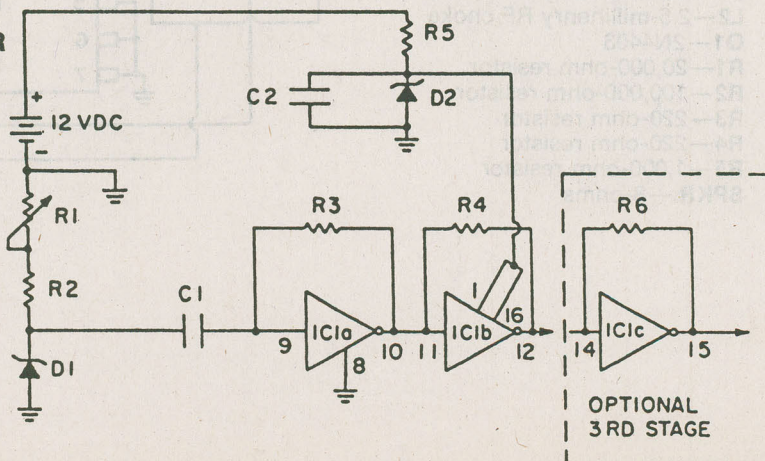 R
R5
C2
D2
+
12 VDC
−
R1
R2
C1
R3
R4
R6
1
16
IC1a
IC1b
IC1c
9
10
11
12
14
15
8
D1
OPTIONAL
3RD STAGE
L2—2.5-millihenry RF choke
Q1—2N4403
R1—20,000-ohm resistor
R2—100,000-ohm resistor
R3—220-ohm resistor
R4—220-ohm resistor